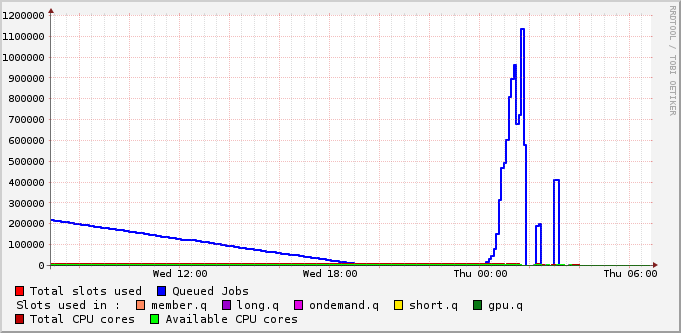 RRDTOOL / TOBI OETIKER
1200000
1100000
1000000
900000
800000
700000
600000
500000
400000
300000
200000
100000
0
Wed 12:00 Wed 18:00 Thu 00:00 Thu 06:00
Total slots used Queued Jobs
Slots used in : member.q long.q ondemand.q short.q gpu.q
Total CPU cores Available CPU cores